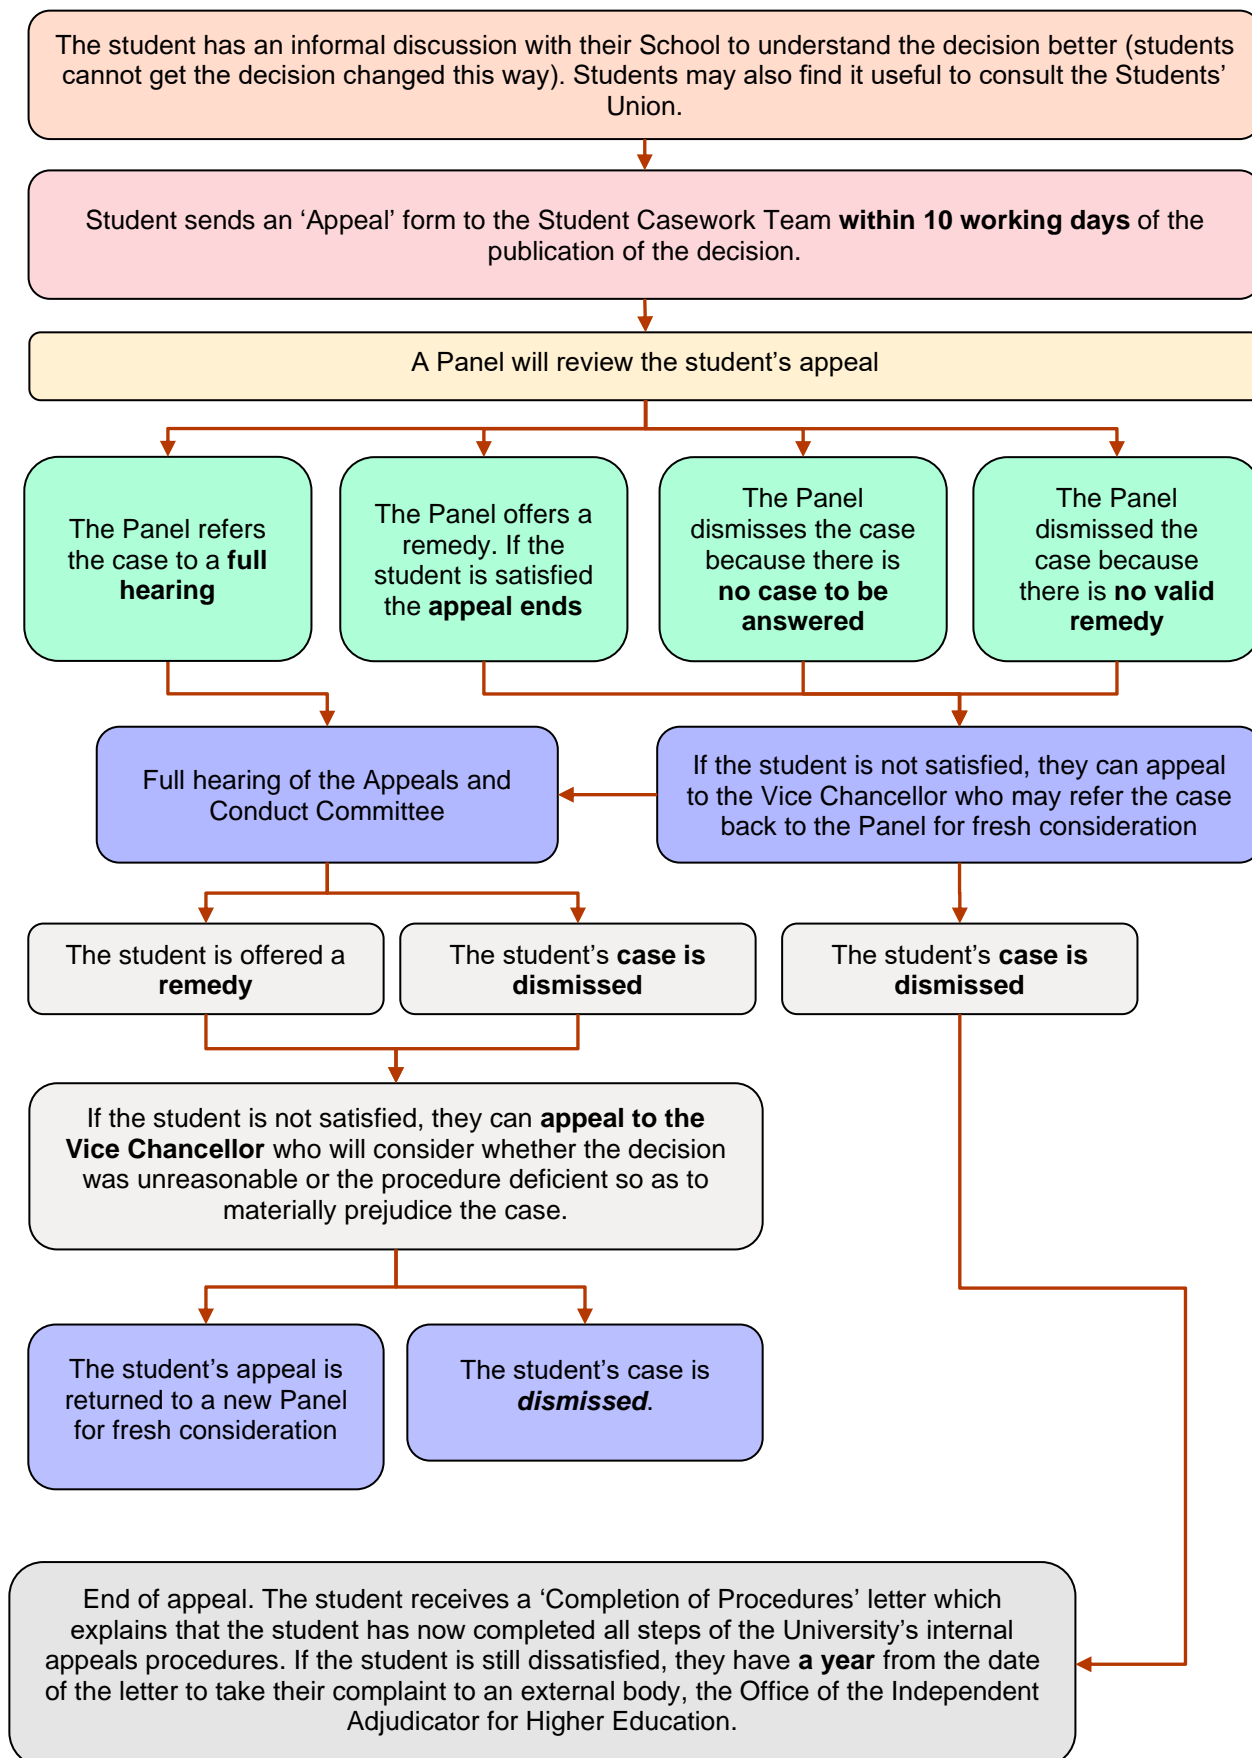 The student has an informal discussion with their School to understand the decision better (students
cannot get the decision changed this way). Students may also find it useful to consult the Students’
Union.
Student sends an ‘Appeal’ form to the Student Casework Team within 10 working days of the
publication of the decision.
A Panel will review the student’s appeal
The Panel refers
the case to a full
hearing
The Panel offers a
remedy. If the
student is satisfied
the appeal ends
The Panel
dismisses the case
because there is
no case to be
answered
The Panel
dismissed the
case because
there is no valid
remedy
Full hearing of the Appeals and
Conduct Committee
If the student is not satisfied, they can appeal
to the Vice Chancellor who may refer the case
back to the Panel for fresh consideration
The student is offered a
remedy
The student’s case is
dismissed
The student’s case is
dismissed
If the student is not satisfied, they can appeal to the
Vice Chancellor who will consider whether the decision
was unreasonable or the procedure deficient so as to
materially prejudice the case.
The student’s appeal is
returned to a new Panel
for fresh consideration
The student’s case is
dismissed.
End of appeal. The student receives a ‘Completion of Procedures’ letter which
explains that the student has now completed all steps of the University’s internal
appeals procedures. If the student is still dissatisfied, they have a year from the date
of the letter to take their complaint to an external body, the Office of the Independent
Adjudicator for Higher Education.